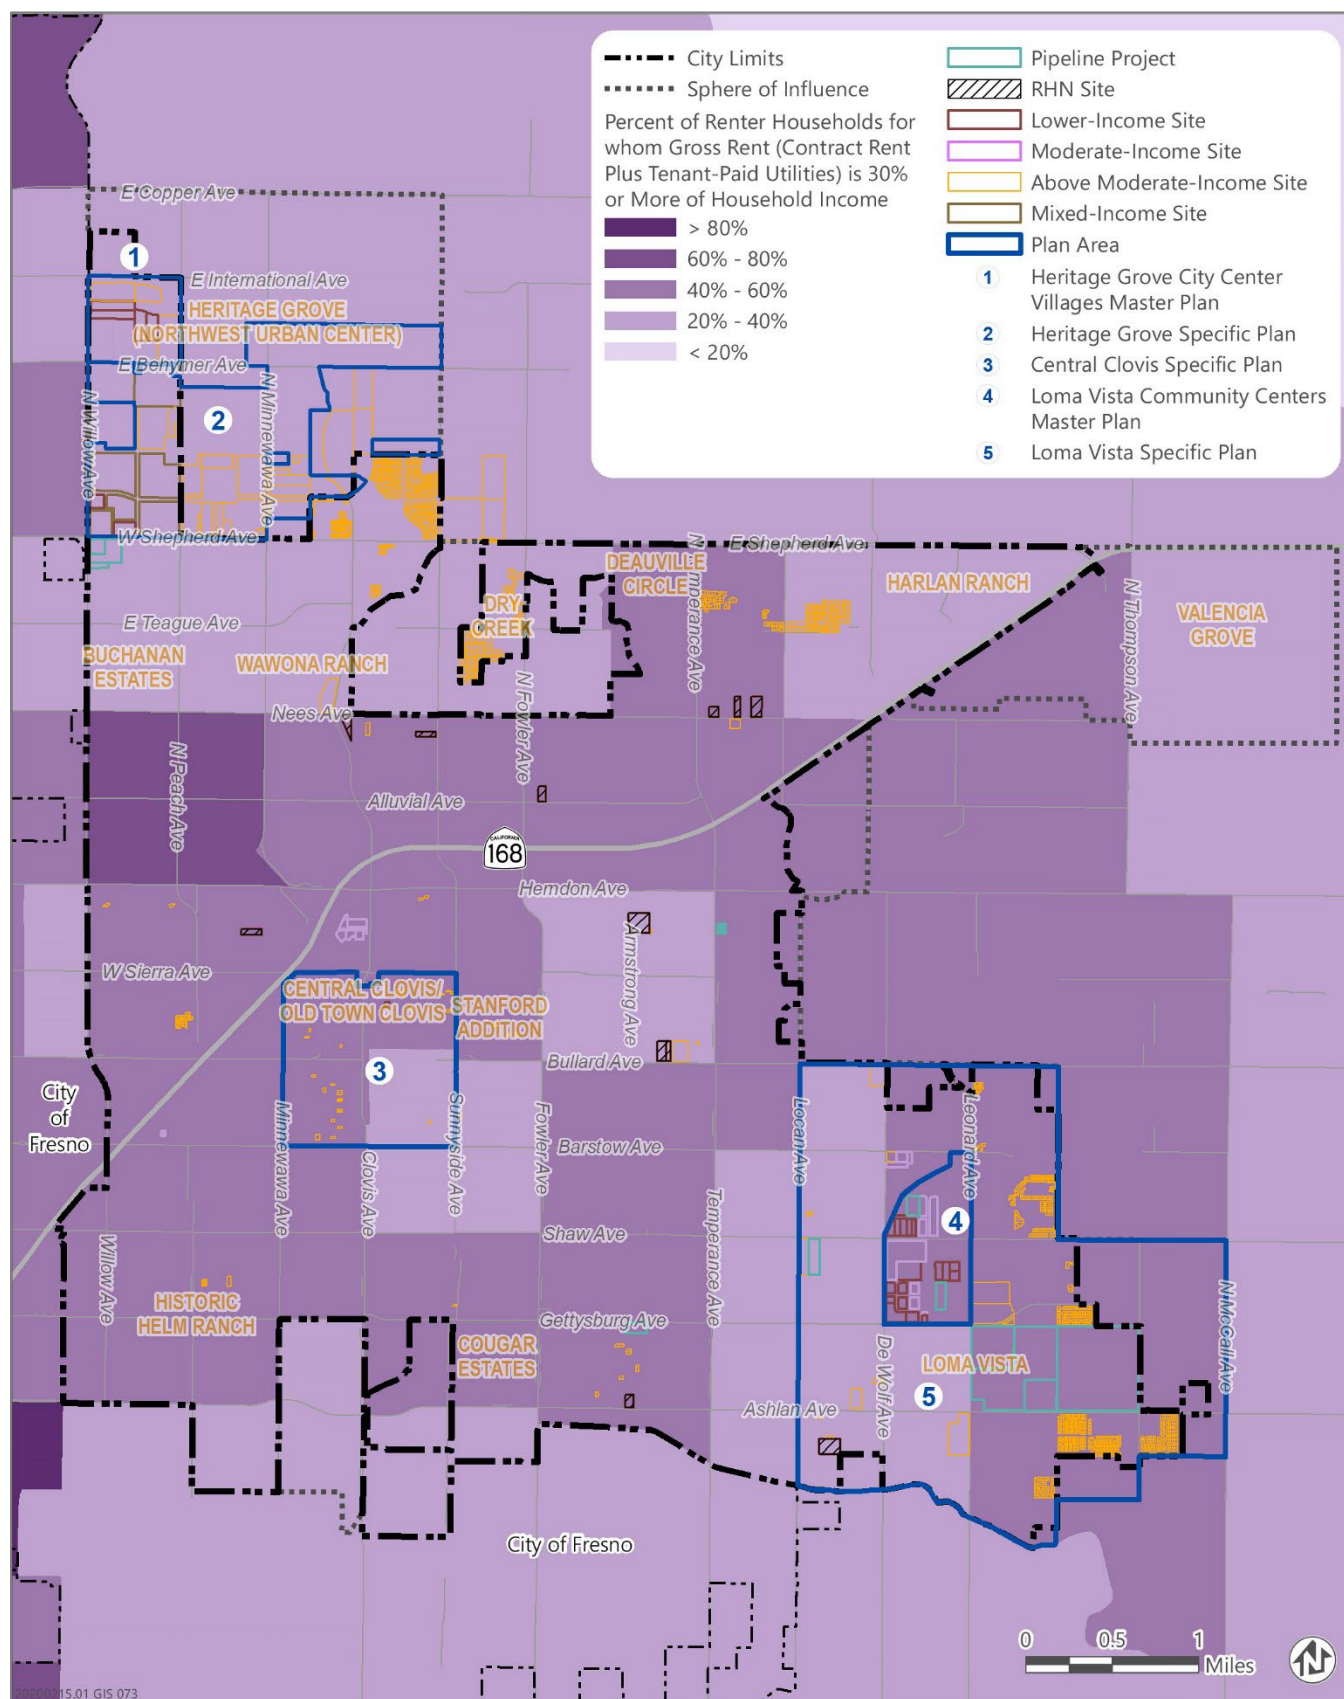 City Limits
Sphere of Influence
Percent of Renter Households for
whom Gross Rent (Contract Rent
Plus Tenant-Paid Utilities) is 30%
or More of Household Income
> 80%
60% - 80%
40% - 60%
20% - 40%
< 20%
Pipeline Project
RHN Site
Lower-Income Site
Moderate-Income Site
Above Moderate-Income Site
Mixed-Income Site
Plan Area
1 Heritage Grove City Center
Villages Master Plan
2 Heritage Grove Specific Plan
3 Central Clovis Specific Plan
4 Loma Vista Community Centers
Master Plan
5 Loma Vista Specific Plan
E Copper Ave
1
E International Ave
HERITAGE GROVE
(NORTHWEST URBAN CENTER)
E Behymer Ave
2
N Willow Ave
N Minnewawa Ave
W Shepherd Ave
E Shepherd Ave
DEAUVILLE
CIRCLE
HARLAN RANCH
VALENCIA
GROVE
DRY
CREEK
E Teague Ave
BUCHANAN
ESTATES
WAWONA RANCH
N Temperance Ave
N Thompson Ave
N Fowler Ave
Nees Ave
N Peach Ave
Alluvial Ave
CALIFORNIA
168
Herndon Ave
Armstrong Ave
W Sierra Ave
CENTRAL CLOVIS/
OLD TOWN CLOVIS
STANFORD
ADDITION
Bullard Ave
3
City
of
Fresno
Minnewawa Ave
Clovis Ave
Sunnyside Ave
Fowler Ave
Barstow Ave
Locan Ave
Leonard Ave
4
Shaw Ave
Temperance Ave
Willow Ave
HISTORIC
HELM RANCH
Gettysburg Ave
COUGAR
ESTATES
De Wolf Ave
LOMA VISTA
N McCall Ave
5
Ashlan Ave
City of Fresno
0 0.5 1
Miles
N
20200215.01 GIS 073